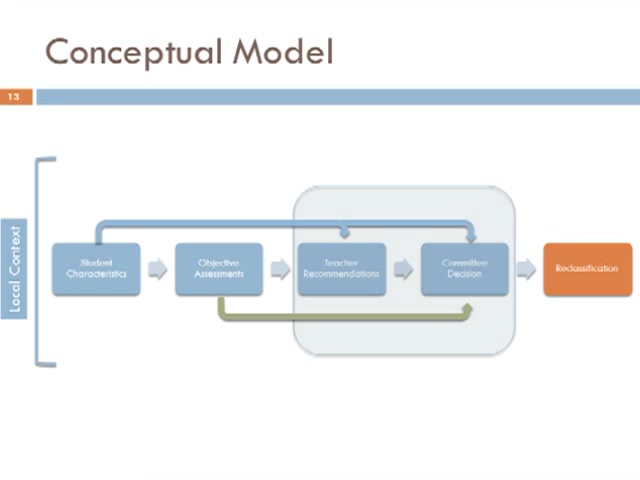 Conceptual Model
13
Local Context
Student
Characteristics
Objective
Assessments
Teacher
Recommendations
Committee
Decision
Reclassification